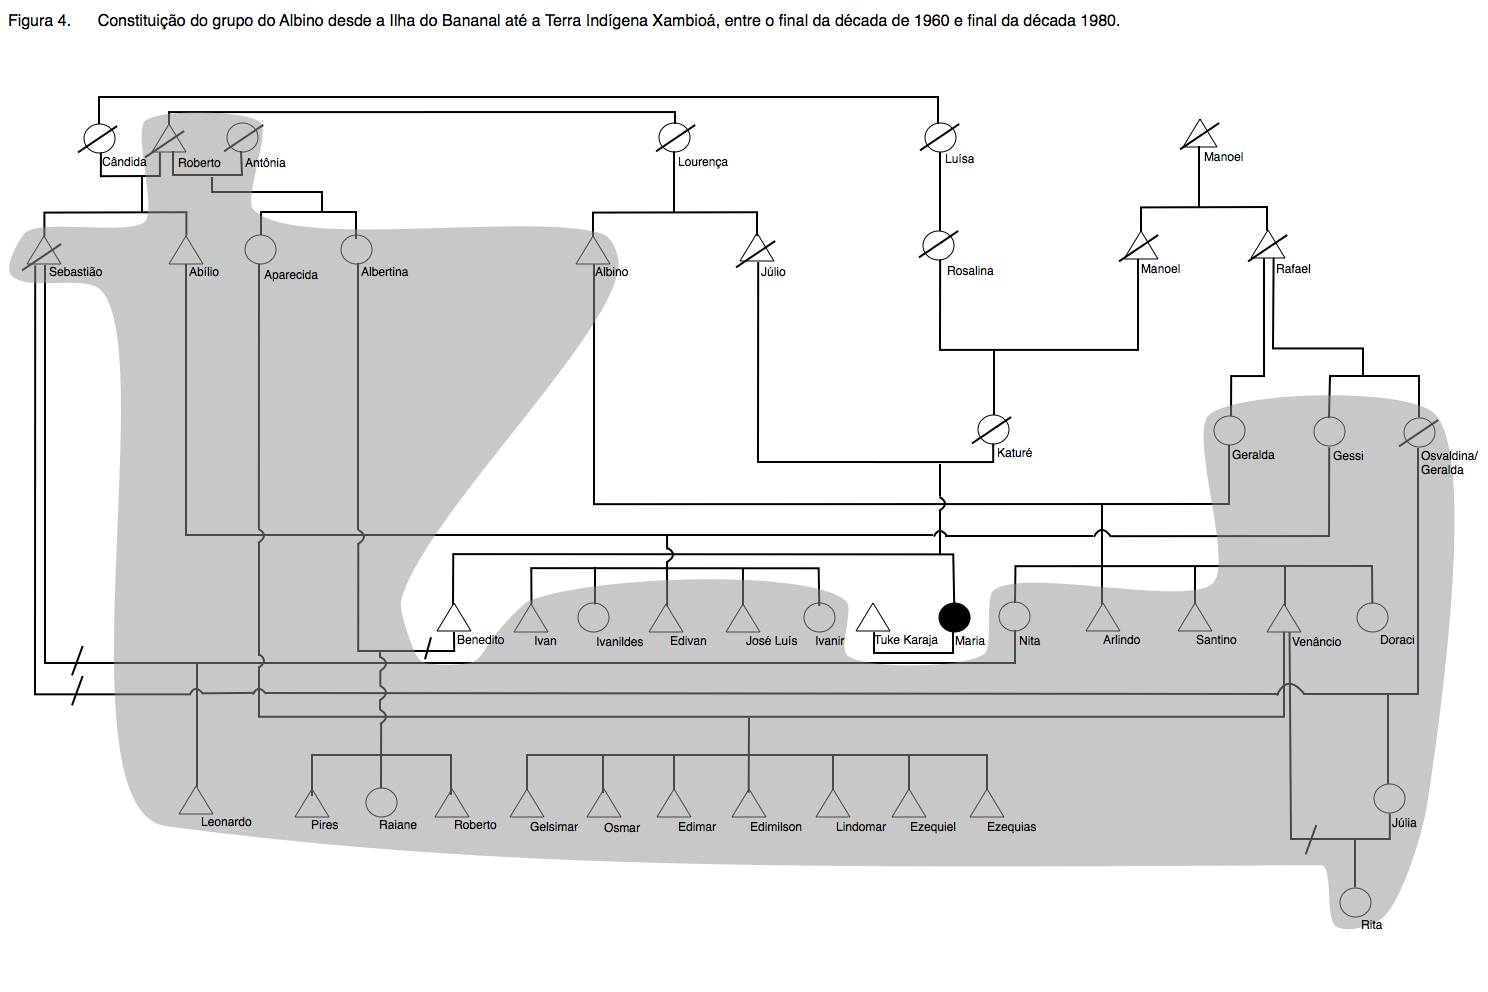 Figura 4. Constituição do grupo do Albino desde a Ilha do Bananal até a Terra Indígena Xambioá, entre o final da década de 1960 e final da década 1980.
Cândida
Roberto
Antônia
Lourença
Luísa
Manoel
Sebastião
Abílio
Aparecida
Albertina
Albino
Júlio
Rosalina
Manoel
Rafael
Katuré
Geralda
Gessi
Osvaldina/
Geralda
Benedito
Ivan
Ivanildes
Edivan
José Luís
Ivanir
Tuke Karaja
Maria
Nita
Arlindo
Santino
Venâncio
Doraci
Leonardo
Pires
Raiane
Roberto
Gelsimar
Osmar
Edimar
Edimilson
Lindomar
Ezequiel
Ezequias
Júlia
Rita